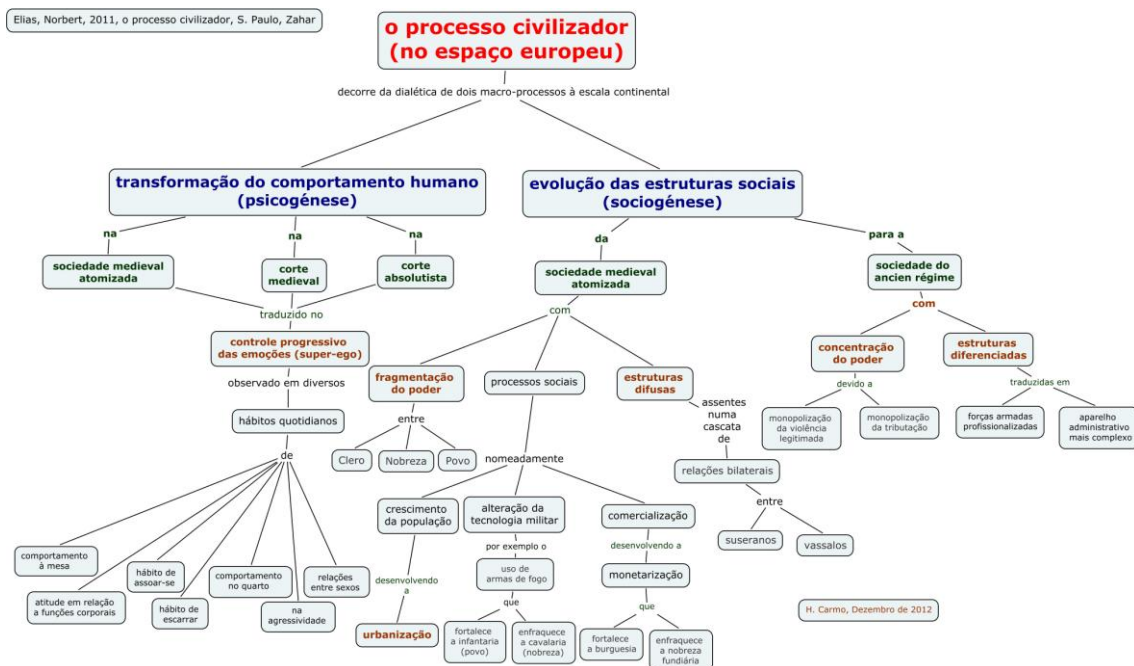 Elias, Norbert, 2011, o processo civilizador, S. Paulo, Zahar
o processo civilizador
(no espaço europeu)
decorre da dialética de dois macro-processos à escala continental
transformação do comportamento humano
(psicogénese)
evolução das estruturas sociais
(sociogénese)
na
na
na
da
para a
sociedade medieval
atomizada
corte
medieval
corte
absolutista
sociedade medieval
atomizada
sociedade do
ancien régime
traduzido no
com
com
controle progressivo
das emoções (super-ego)
observado em diversos
hábitos quotidianos
de
comportamento
à mesa
atitude em relação
a funções corporais
hábito de
assoar-se
hábito de
escarrar
comportamento
no quarto
na
agressividade
relações
entre sexos
fragmentação
do poder
entre
Clero
Nobreza
Povo
processos sociais
nomeadamente
crescimento
da população
desenvolvendo
a
urbanização
alteração da
tecnologia militar
por exemplo o
uso de
armas de fogo
que
fortalece
a infantaria
(povo)
enfraquece
a cavalaria
(nobreza)
comercialização
desenvolvendo a
monetarização
que
fortalece
a burguesia
enfraquece
a nobreza
fundiária
estruturas
difusas
assentes
numa
cascata
de
relações bilaterais
entre
suseranos
vassalos
concentração
do poder
devido a
monopolização
da violência
legitimada
monopolização
da tributação
estruturas
diferenciadas
traduzidas em
forças armadas
profissionalizadas
aparelho
administrativo
mais complexo
H. Carmo, Dezembro de 2012